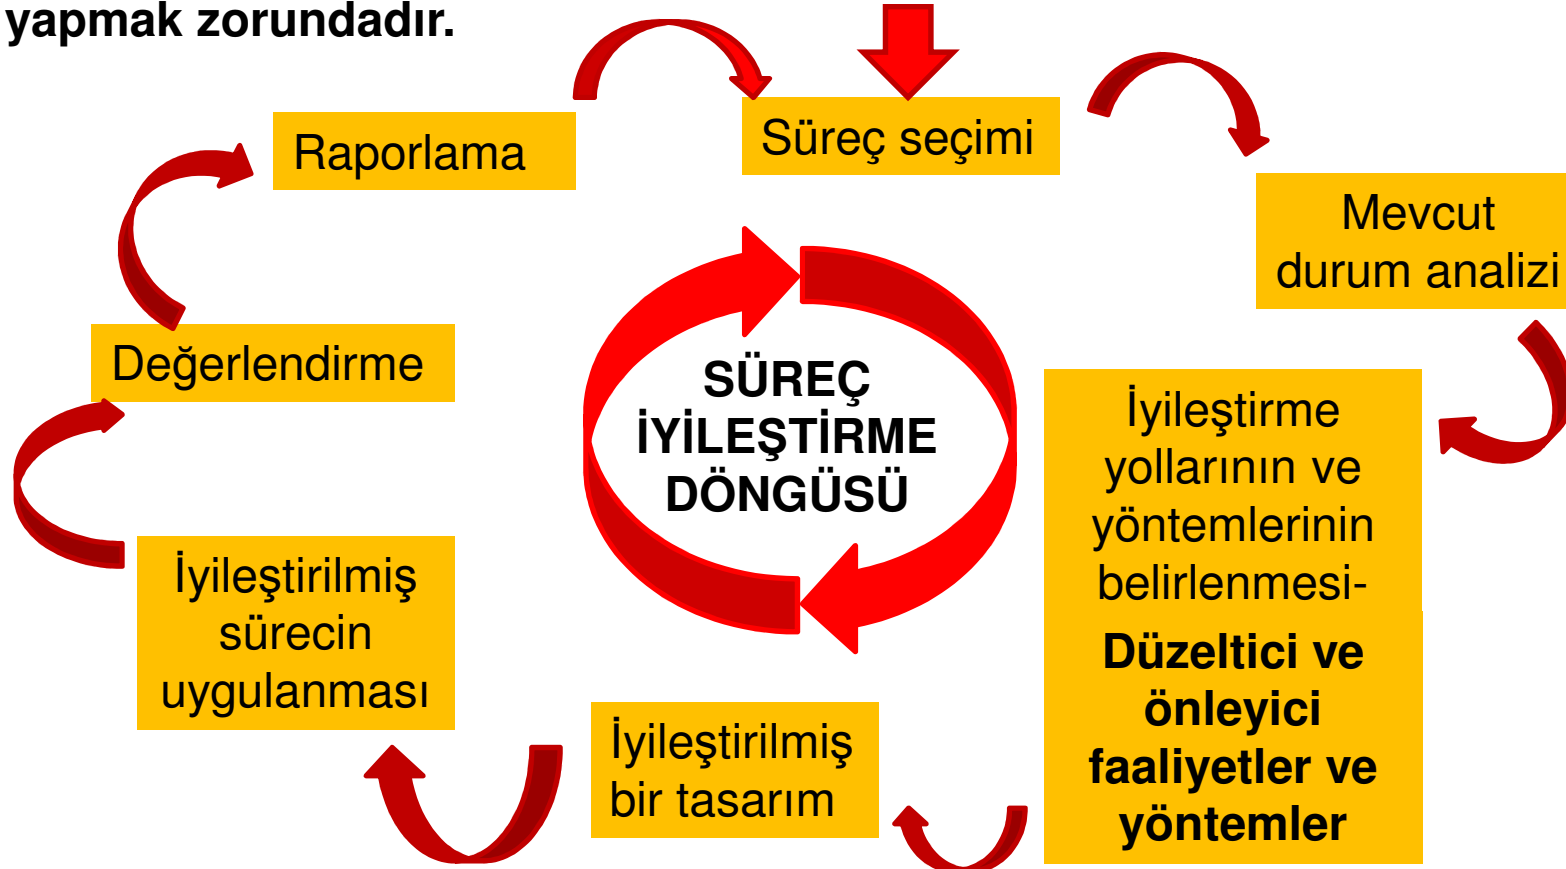 yapmak zorundadır.
Süreç seçimi
Mevcut
durum analizi
İyileştirme
yollarının ve
yöntemlerinin
belirlenmesi-
Düzeltici ve
önleyici
faaliyetler ve
yöntemler
İyileştirilmiş
bir tasarım
İyileştirilmiş
sürecin
uygulanması
Değerlendirme
Raporlama
SÜREÇ
İYİLEŞTİRME
DÖNGÜSÜ